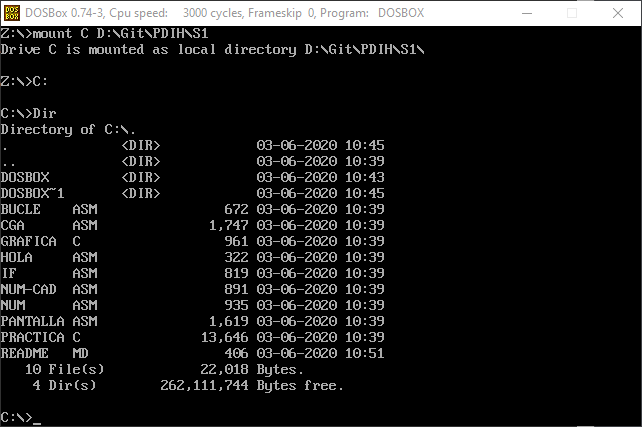 DOS
BOX
DOSBox 0.74-3, Cpu speed: 3000 cycles, Frameskip 0, Program: DOSBOX
Z:\>mount C D:\Git\PDIH\S1
Drive C is mounted as local directory D:\Git\PDIH\S1\
Z:\>C:
C:\>Dir
Directory of C:\.
. <DIR> 03-06-2020 10:45
.. <DIR> 03-06-2020 10:39
DOSBOX <DIR> 03-06-2020 10:43
DOSBOX~1 <DIR> 03-06-2020 10:45
BUCLE ASM 672 03-06-2020 10:39
CGA ASM 1,747 03-06-2020 10:39
GRAFICA C 961 03-06-2020 10:39
HOLA ASM 322 03-06-2020 10:39
IF ASM 819 03-06-2020 10:39
NUM-CAD ASM 891 03-06-2020 10:39
NUM ASM 935 03-06-2020 10:39
PANTALLA ASM 1,619 03-06-2020 10:39
PRACTICA C 13,646 03-06-2020 10:39
README MD 406 03-06-2020 10:51
10 File(s) 22,018 Bytes.
4 Dir(s) 262,111,744 Bytes free.
C:\>_